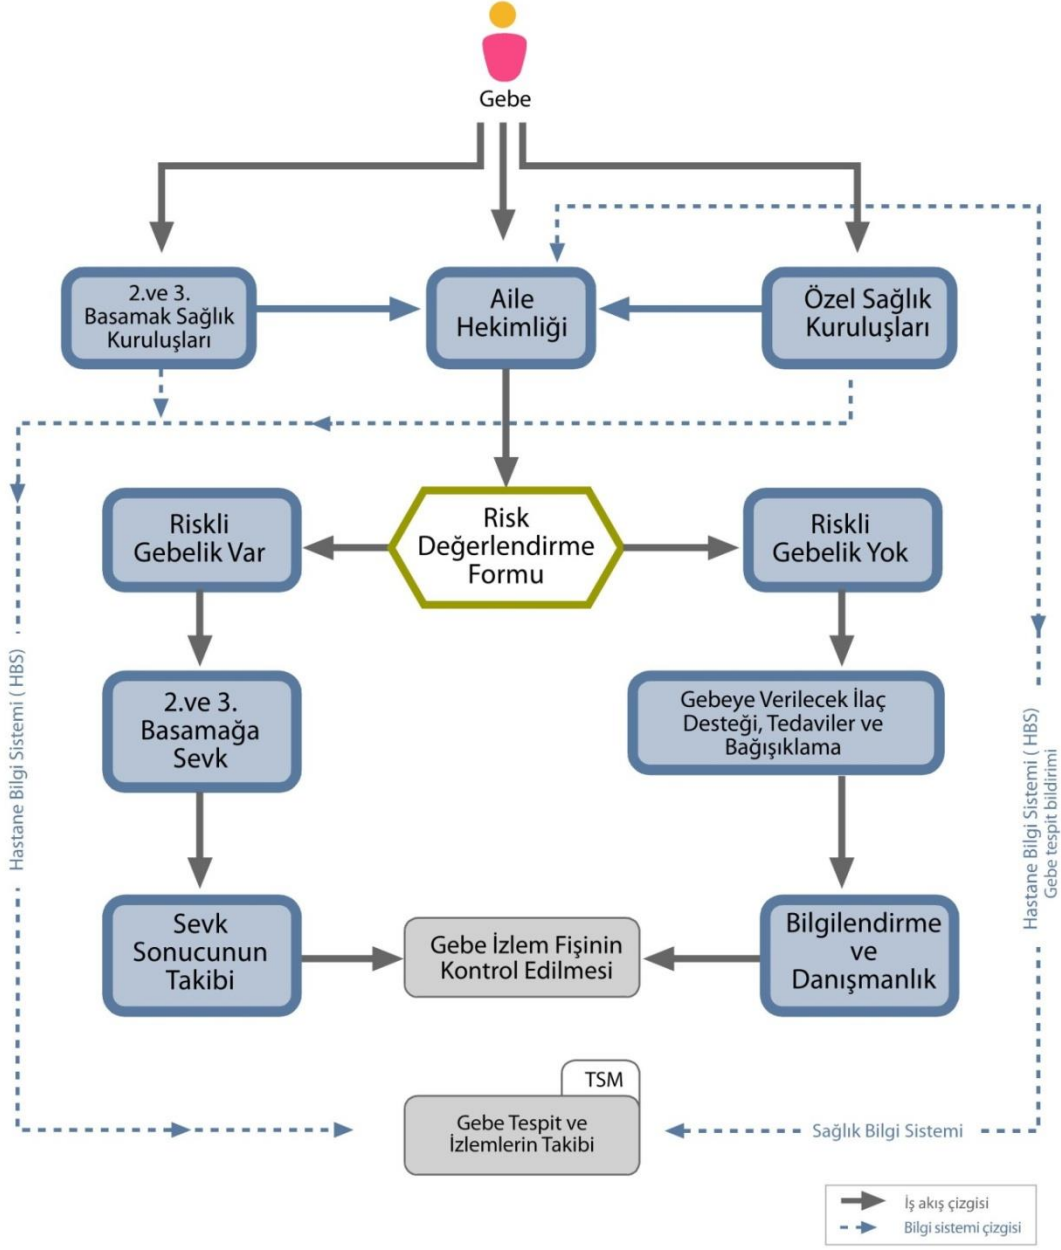 Gebe
2.ve 3.
Basamak Sağlık
Kuruluşları
Aile
Hekimliği
Özel Sağlık
Kuruluşları
Riskli
Gebelik Var
Risk
Değerlendirme
Formu
Riskli
Gebelik Yok
2.ve 3.
Basamağa
Sevk
Gebeye Verilecek İlaç
Desteği, Tedaviler ve
Bağışıklama
Hastane Bilgi Sistemi ( HBS)
Hastane Bilgi Sistemi ( HBS)
Gebe tespit bildirimi
Sevk
Sonucunun
Takibi
Gebe İzlem Fişinin
Kontrol Edilmesi
Bilgilendirme
ve
Danışmanlık
TSM
Gebe Tespit ve
İzlemlerin Takibi
Sağlık Bilgi Sistemi
İş akış çizgisi
Bilgi sistemi çizgisi